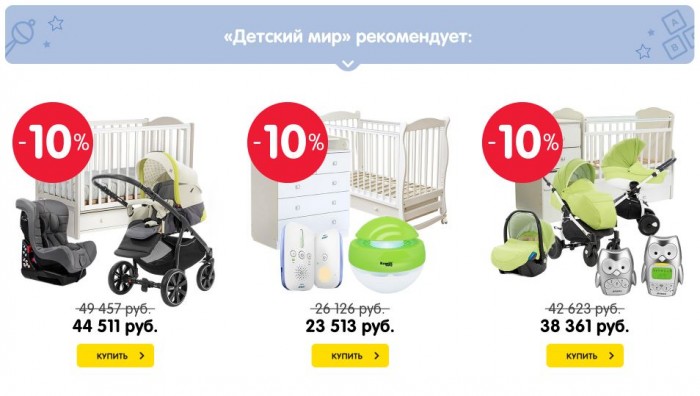 «Детский мир» рекомендует:
A
B
-10%
-10%
-10%
49 457 руб.
44 511 руб.
КУПИТЬ
26 126 руб.
23 513 руб.
КУПИТЬ
42 623 руб.
38 361 руб.
КУПИТЬ